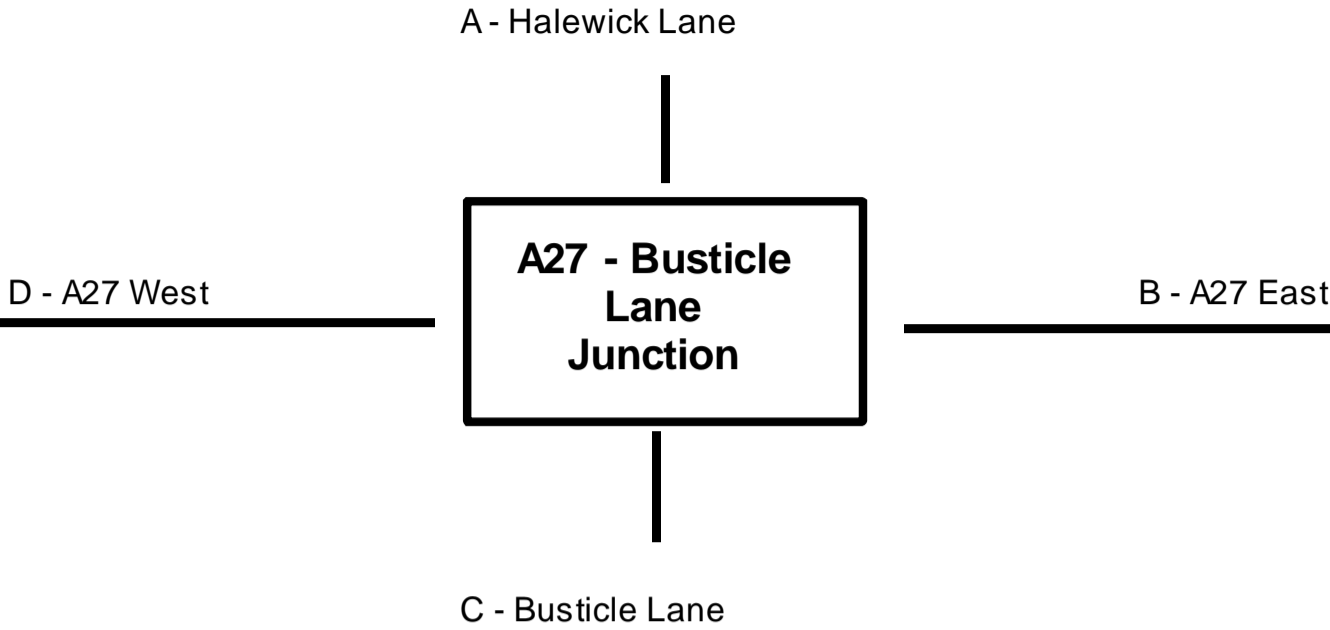 A - Halewick Lane
A27 - Busticle
Lane
Junction
D - A27 West
B - A27 East
C - Busticle Lane